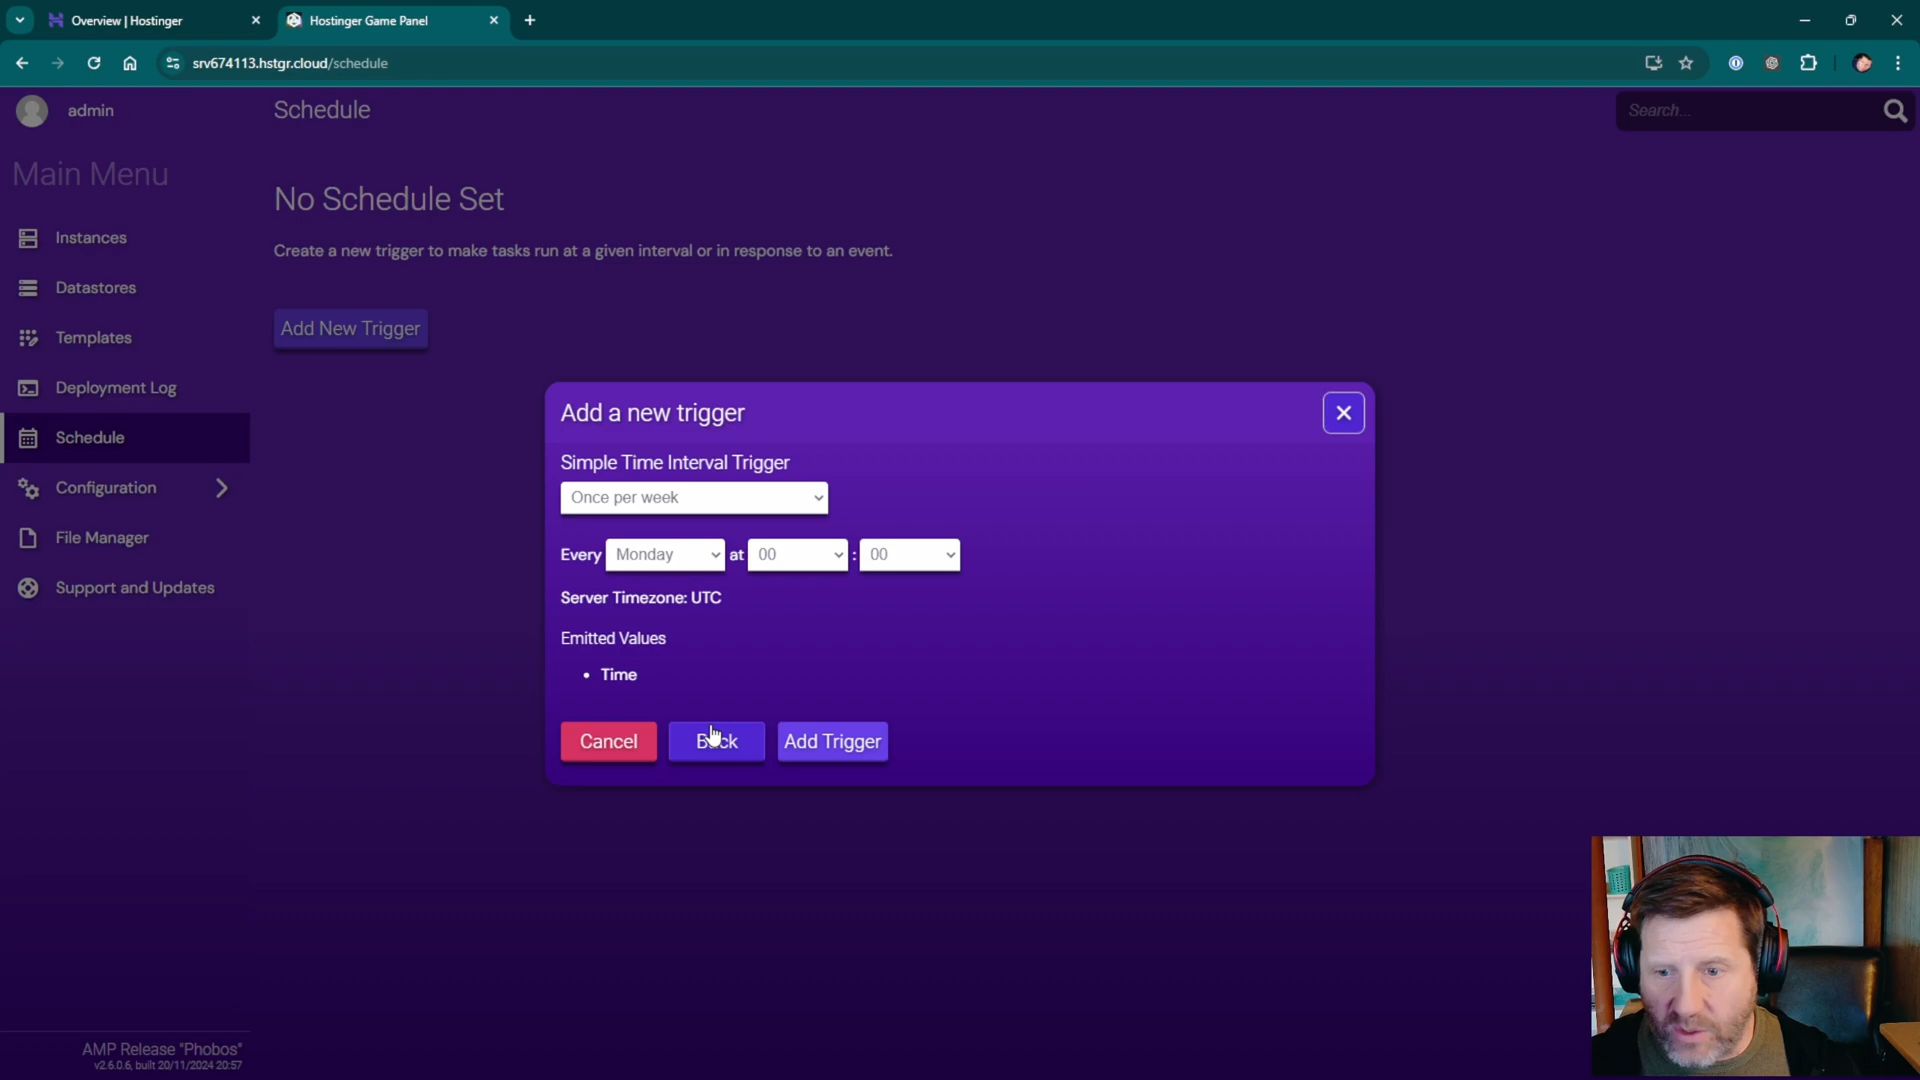 Overview | Hostinger
Hostinger Game Panel
srv674113.hstgr.cloud/schedule
admin
Schedule
Search...
Main Menu
Instances
Datastores
Templates
Deployment Log
Schedule
Configuration
File Manager
Support and Updates
No Schedule Set
Create a new trigger to make tasks run at a given interval or in response to an event.
Add New Trigger
Add a new trigger
Simple Time Interval Trigger
Once per week
Every Monday at 00 : 00
Server Timezone: UTC
Emitted Values
• Time
Cancel
Back
Add Trigger
AMP Release "Phobos"
v2.6.0.6, built 20/11/2024 20:57